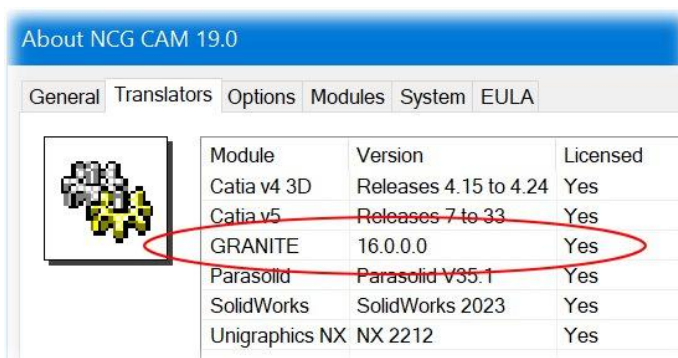 About NCG CAM 19.0
General Translators Options Modules System EULA
Module Version Licensed
Catia v4 3D Releases 4.15 to 4.24 Yes
Catia v5 Releases 7 to 33 Yes
GRANITE 16.0.0.0 Yes
Parasolid Parasolid V35.1 Yes
SolidWorks SolidWorks 2023 Yes
Unigraphics NX NX 2212 Yes